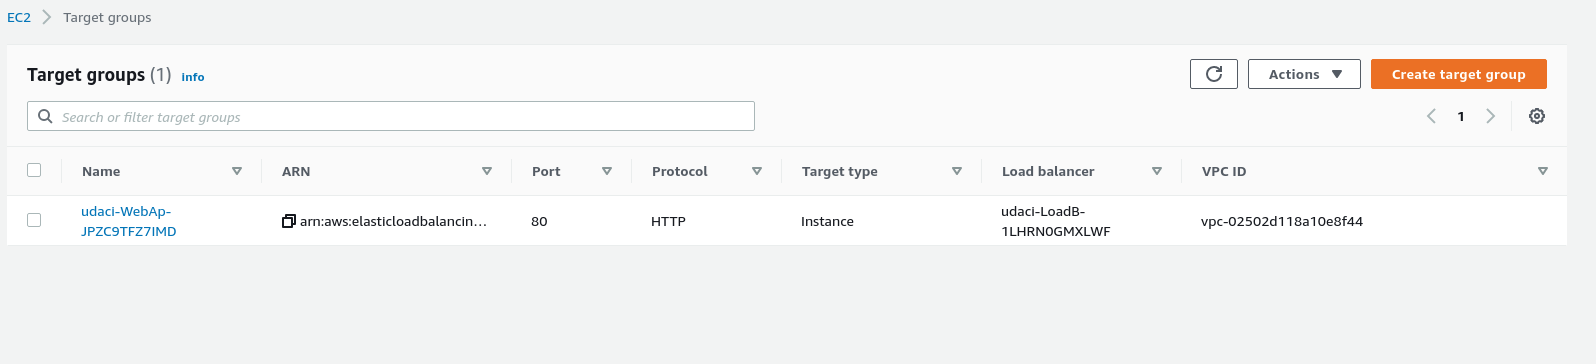 EC2 Target groups
Target groups (1) info
Actions
Create target group
Search or filter target groups
1
Name ARN Port Protocol Target type Load balancer VPC ID
udaci-WebAp-
JPZC9TFZ7IMD
arn:aws:elasticloadbalancin...
80
HTTP
Instance
udaci-LoadB-
1LHRN0GMXLWF
vpc-02502d118a10e8f44